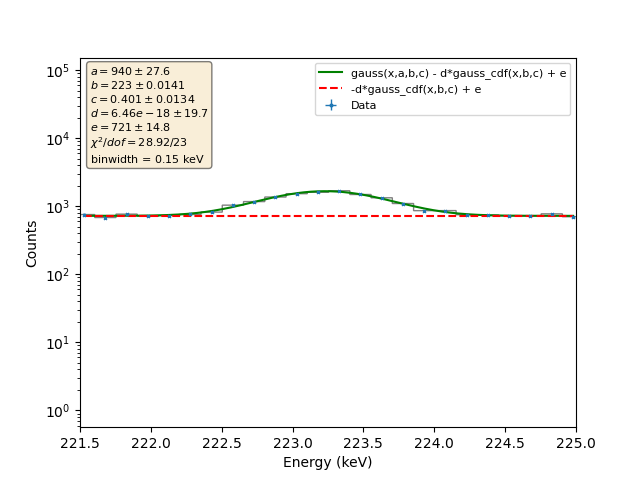 a = 940 ± 27.6
b = 223 ± 0.0141
c = 0.401 ± 0.0134
d = 6.46e − 18 ± 19.7
e = 721 ± 14.8
χ²/dof = 28.92/23
binwidth = 0.15 keV
gauss(x,a,b,c) - d*gauss_cdf(x,b,c) + e
-d*gauss_cdf(x,b,c) + e
Data
10⁵
10⁴
10³
10²
10¹
10⁰
Counts
221.5 222.0 222.5 223.0 223.5 224.0 224.5 225.0
Energy (keV)